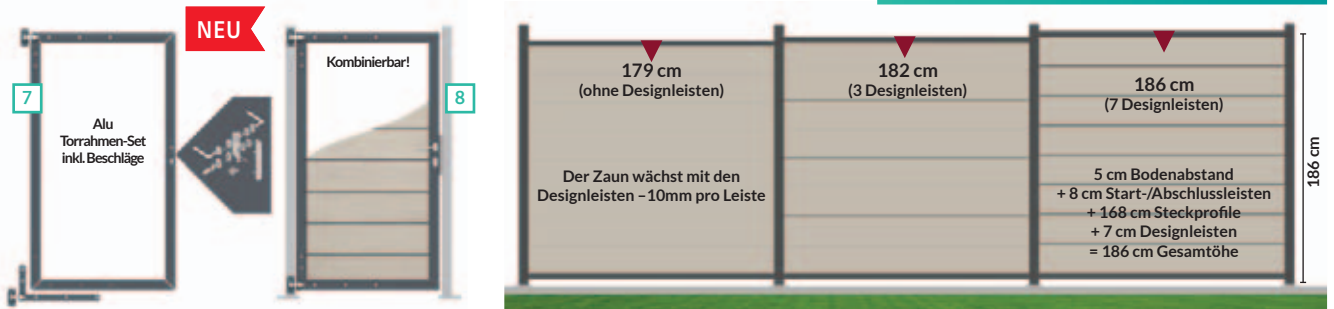 NEU
7
Alu
Torrahmen-Set
inkl. Beschläge
Kombinierbar!
8
179 cm
(ohne Designleisten)
Der Zaun wächst mit den
Designleisten –10mm pro Leiste
182 cm
(3 Designleisten)
186 cm
(7 Designleisten)
5 cm Bodenabstand
+ 8 cm Start-/Abschlussleisten
+ 168 cm Steckprofile
+ 7 cm Designleisten
= 186 cm Gesamtöhe
186 cm